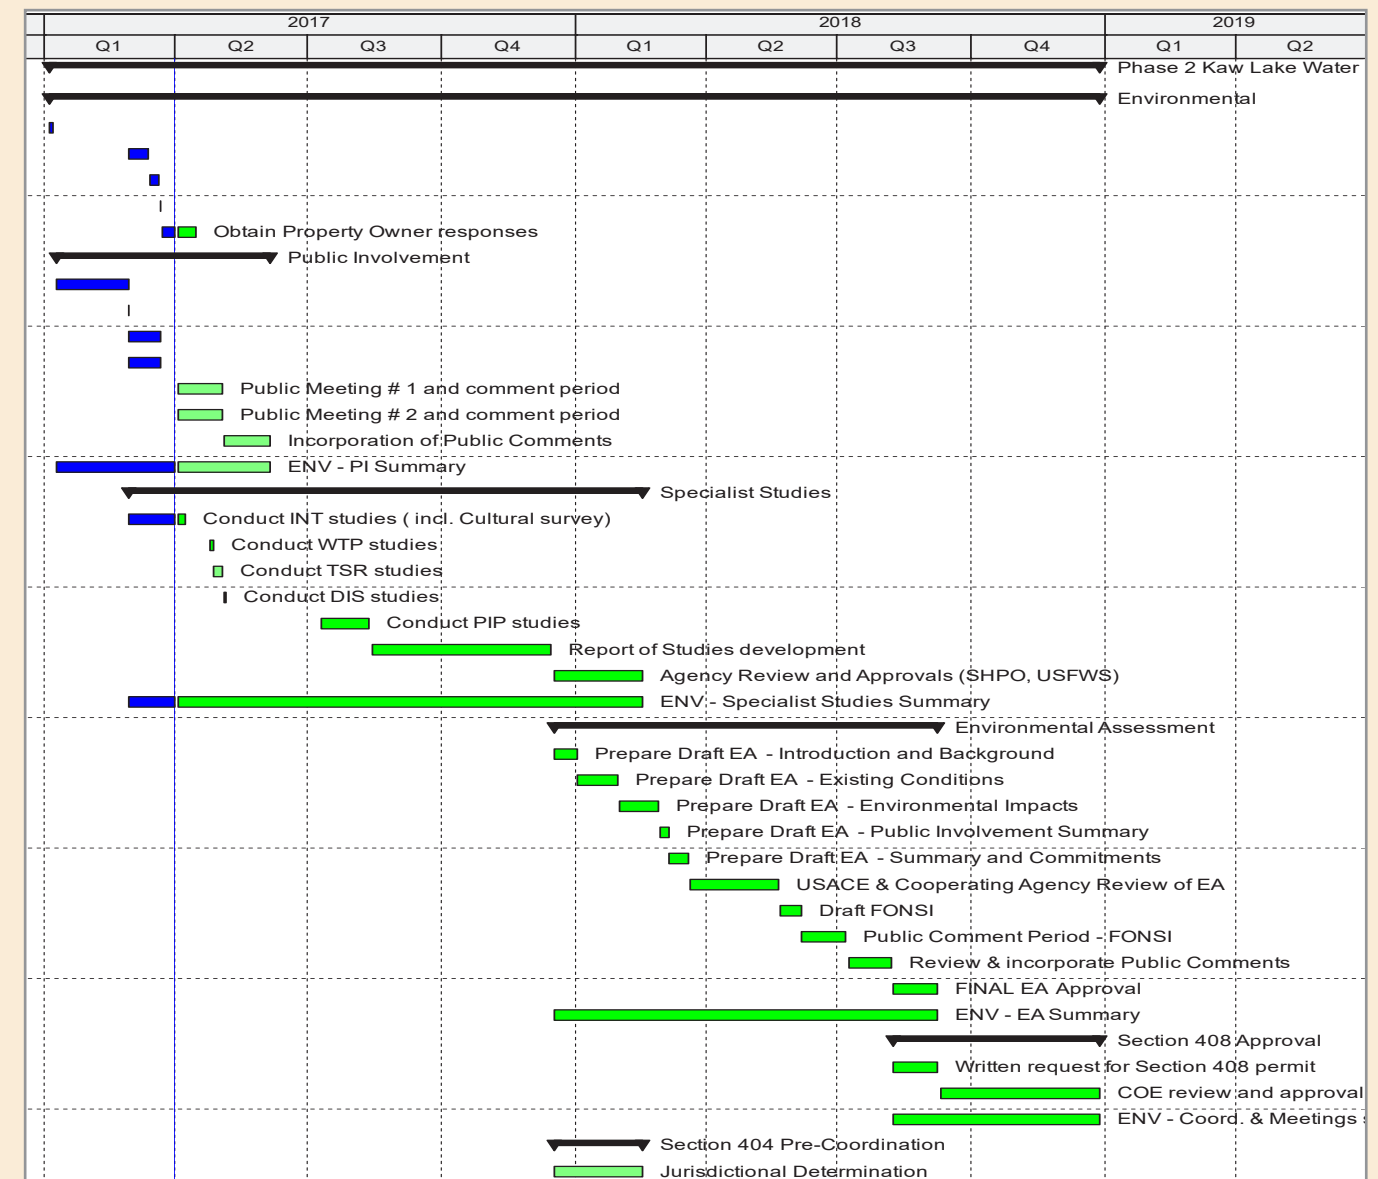 2017 2018 2019
Q1 Q2 Q3 Q4 Q1 Q2 Q3 Q4 Q1 Q2
Phase 2 Kaw Lake Water
Environmental
Obtain Property Owner responses
Public Involvement
Public Meeting # 1 and comment period
Public Meeting # 2 and comment period
Incorporation of Public Comments
ENV - PI Summary
Specialist Studies
Conduct INT studies ( incl. Cultural survey)
Conduct WTP studies
Conduct TSR studies
Conduct DIS studies
Conduct PIP studies
Report of Studies development
Agency Review and Approvals (SHPO, USFWS)
ENV - Specialist Studies Summary
Environmental Assessment
Prepare Draft EA - Introduction and Background
Prepare Draft EA - Existing Conditions
Prepare Draft EA - Environmental Impacts
Prepare Draft EA - Public Involvement Summary
Prepare Draft EA - Summary and Commitments
USACE & Cooperating Agency Review of EA
Draft FONSI
Public Comment Period - FONSI
Review & incorporate Public Comments
FINAL EA Approval
ENV - EA Summary
Section 408 Approval
Written request for Section 408 permit
COE review and approval
ENV - Coord. & Meetings
Section 404 Pre-Coordination
Jurisdictional Determination